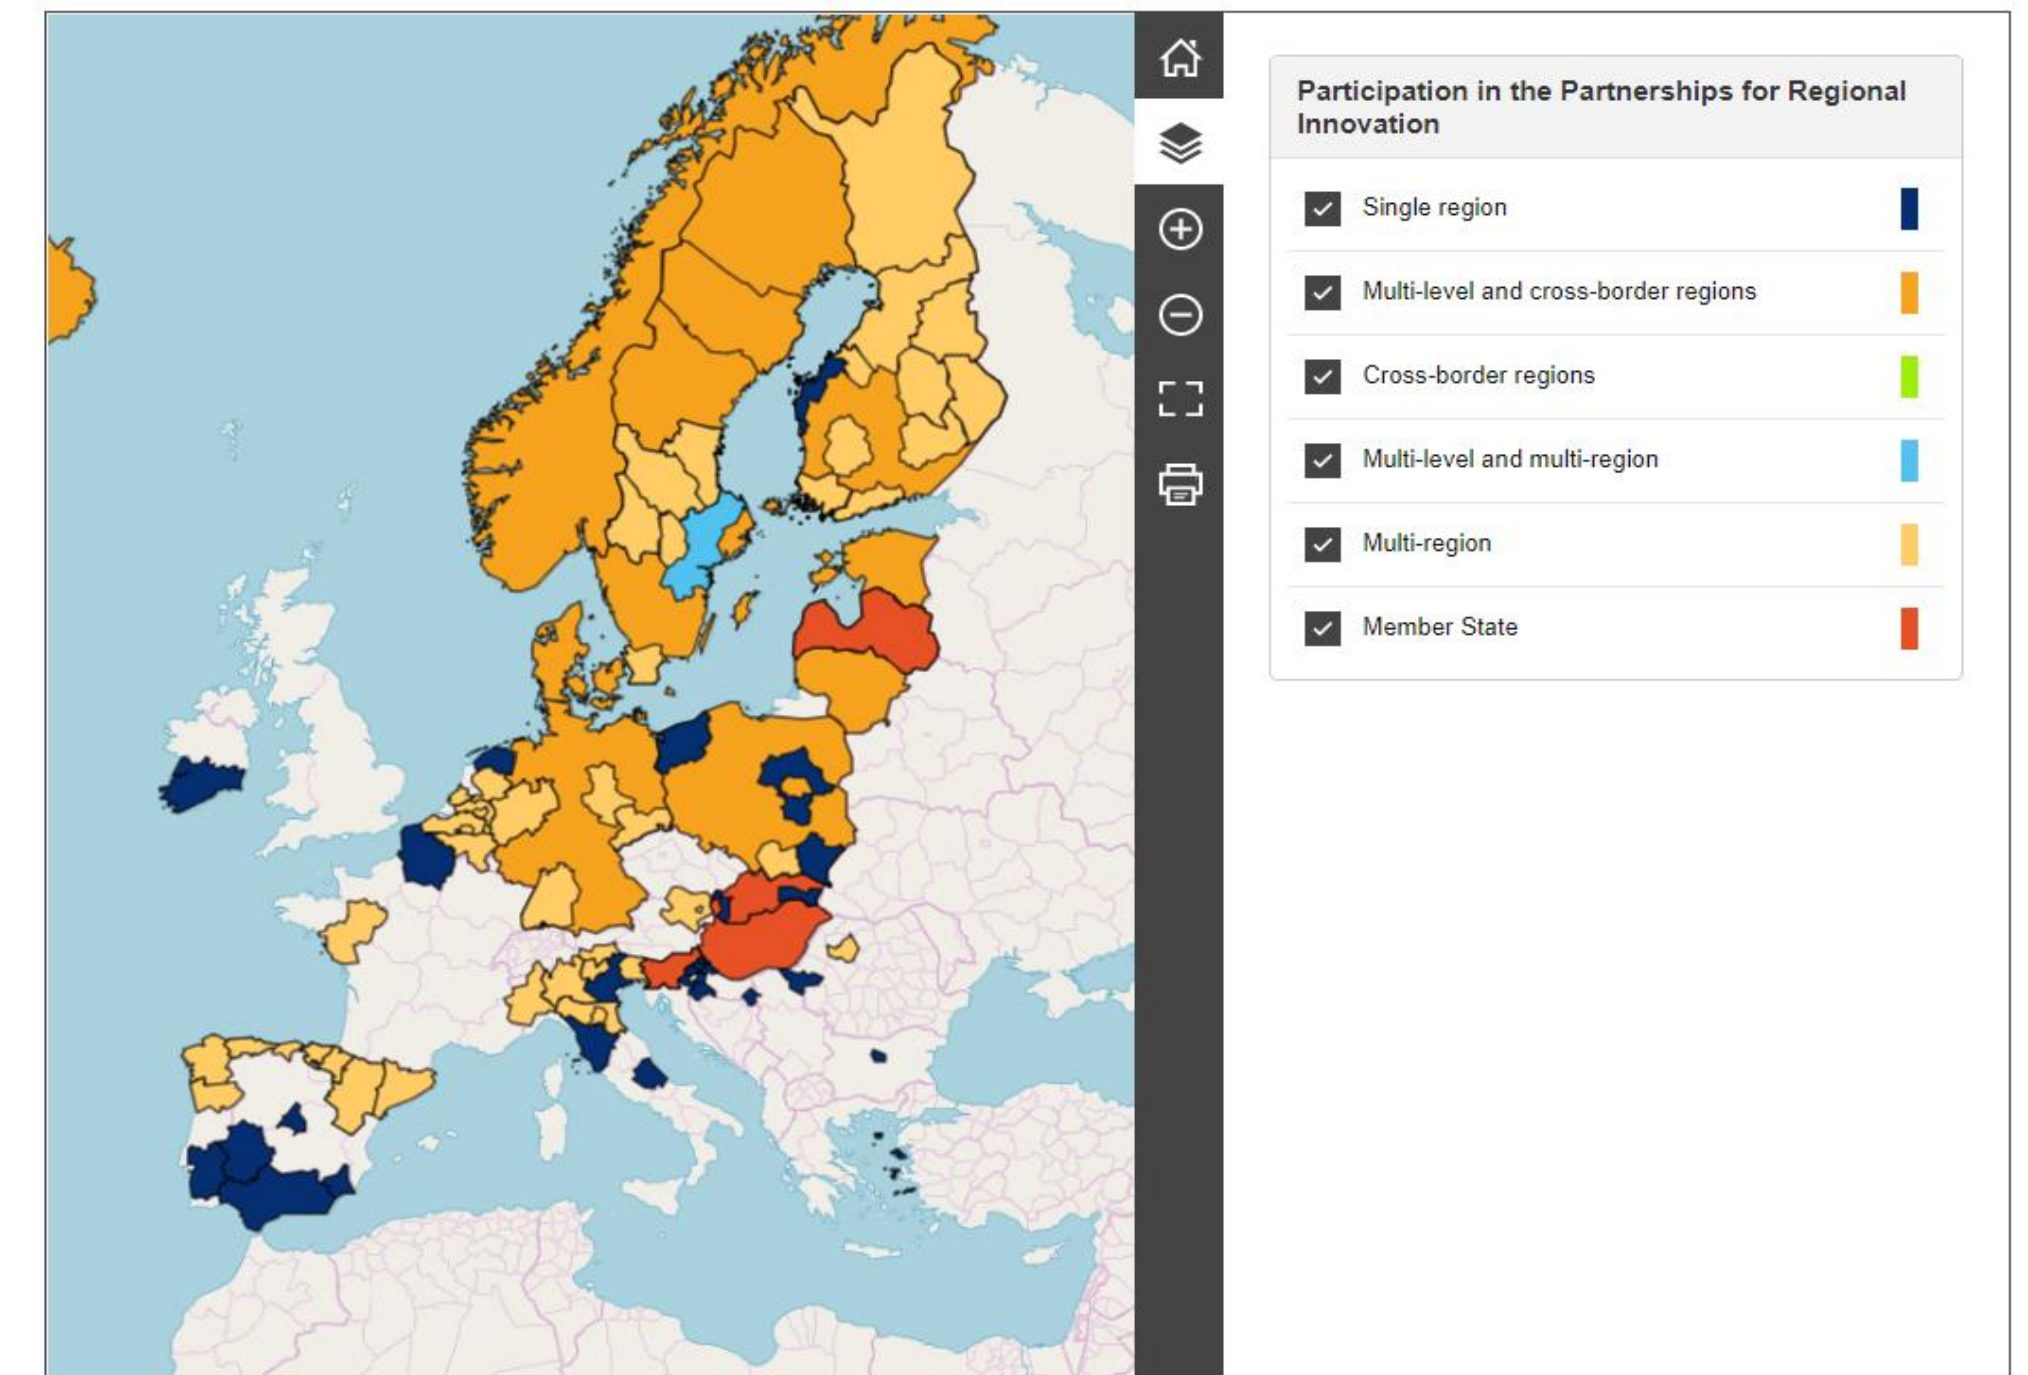 Participation in the Partnerships for Regional
Innovation
Single region
Multi-level and cross-border regions
Cross-border regions
Multi-level and multi-region
Multi-region
Member State